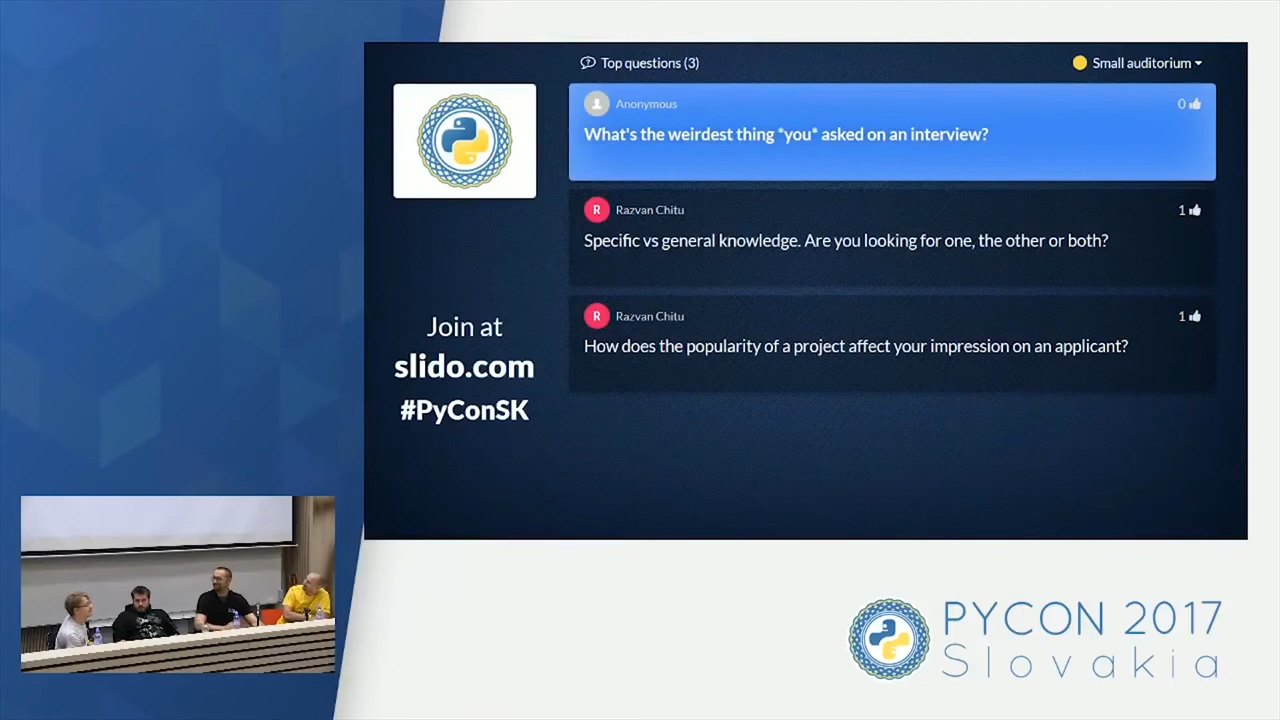 Top questions (3)
Small auditorium
Anonymous
0
What's the weirdest thing *you* asked on an interview?
R
Razvan Chitu
1
Specific vs general knowledge. Are you looking for one, the other or both?
R
Razvan Chitu
1
How does the popularity of a project affect your impression on an applicant?
Join at
slido.com
#PyConSK
PYCON 2017
Slovakia